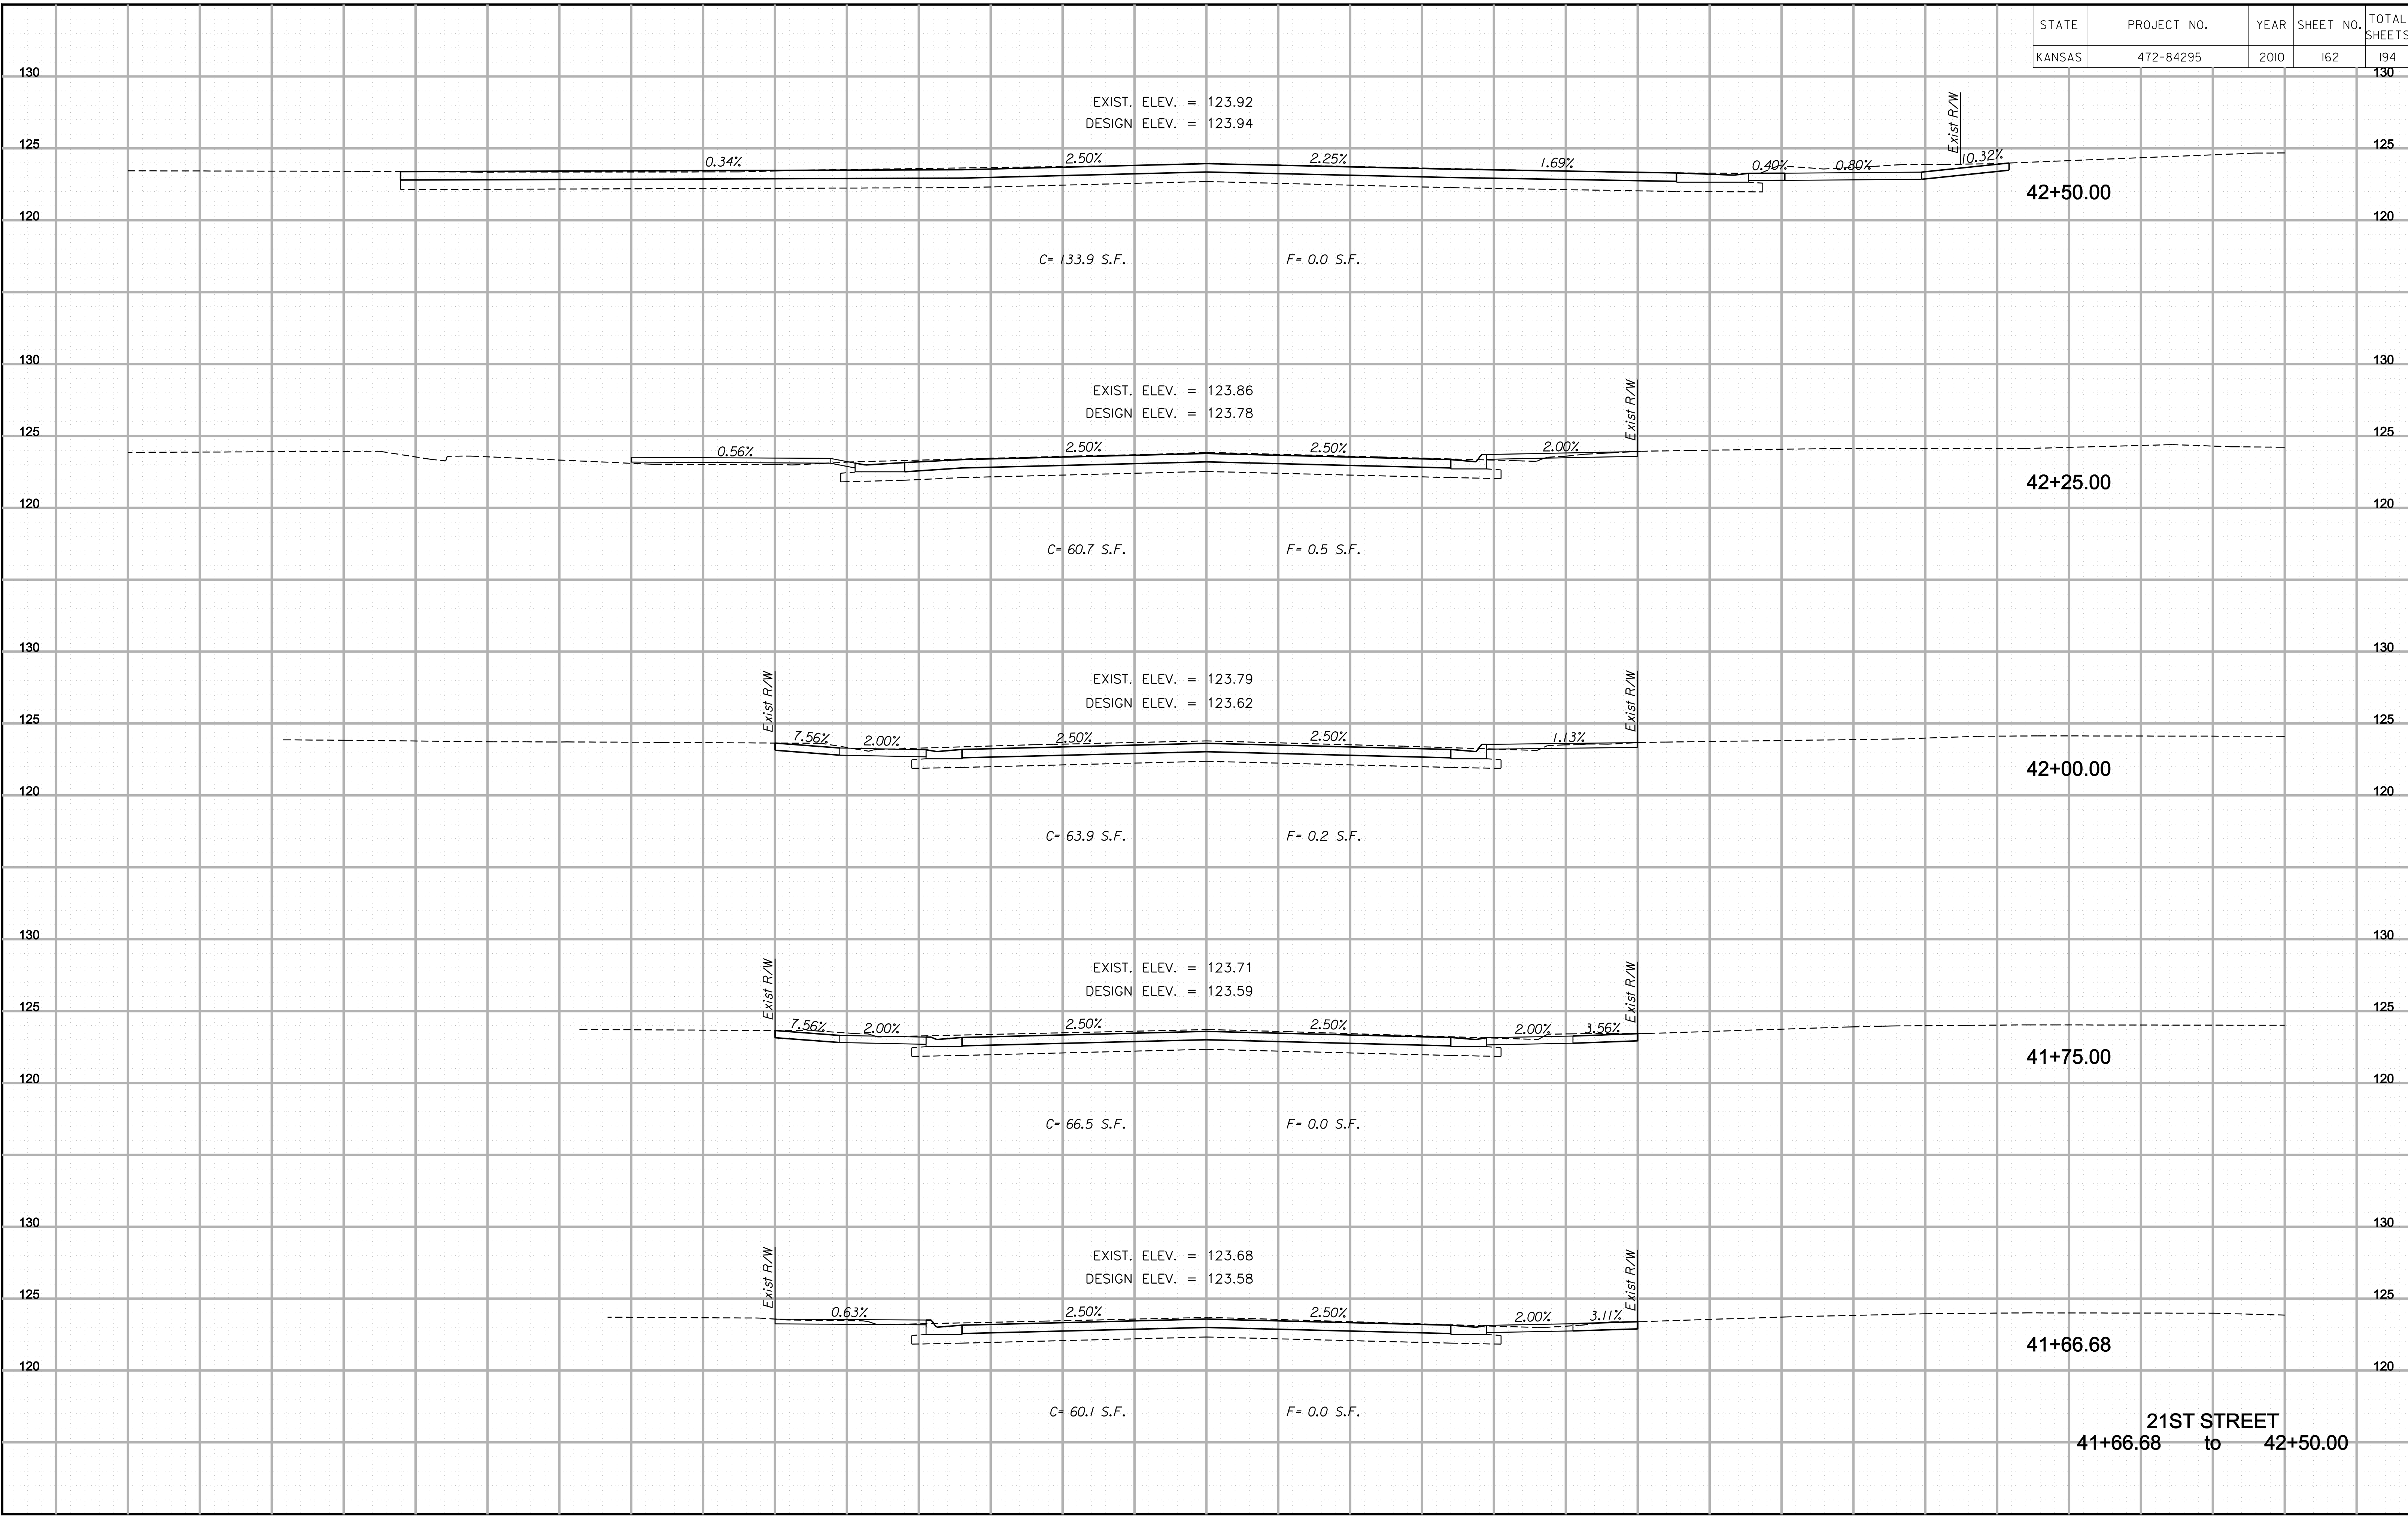 STATE PROJECT NO. YEAR SHEET NO. TOTAL SHEETS
KANSAS 472-84295 2010 162 194
130 130
EXIST. ELEV. = 123.92
DESIGN ELEV. = 123.94
Exist R/W
125 125
0.34% 2.50% 2.25% 1.69% 0.40% 0.80% 10.32%
42+50.00
120 120
C= 133.9 S.F. F= 0.0 S.F.
130 130
EXIST. ELEV. = 123.86
DESIGN ELEV. = 123.78
Exist R/W
125 125
0.56% 2.50% 2.50% 2.00%
42+25.00
120 120
C= 60.7 S.F. F= 0.5 S.F.
130 130
EXIST. ELEV. = 123.79
DESIGN ELEV. = 123.62
Exist R/W Exist R/W
125 125
7.56% 2.00% 2.50% 2.50% 1.13%
42+00.00
120 120
C= 63.9 S.F. F= 0.2 S.F.
130 130
EXIST. ELEV. = 123.71
DESIGN ELEV. = 123.59
Exist R/W Exist R/W
125 125
7.56% 2.00% 2.50% 2.50% 2.00% 3.56%
41+75.00
120 120
C= 66.5 S.F. F= 0.0 S.F.
130 130
EXIST. ELEV. = 123.68
DESIGN ELEV. = 123.58
Exist R/W Exist R/W
125 125
0.63% 2.50% 2.50% 2.00% 3.11%
41+66.68
120 120
C= 60.1 S.F. F= 0.0 S.F.
21ST STREET
41+66.68 to 42+50.00